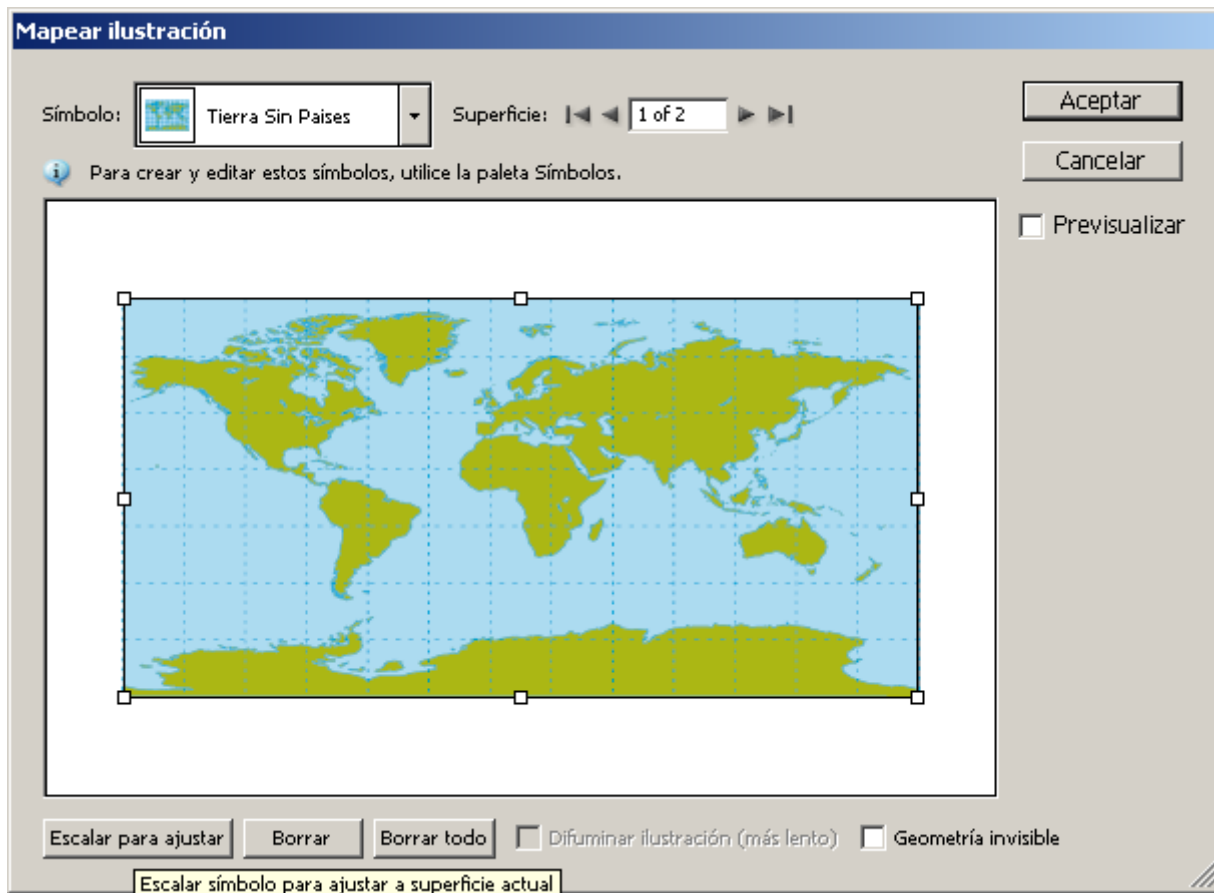 Mapear ilustración
Símbolo: Tierra Sin Paises Superficie: 1 of 2
Aceptar
Para crear y editar estos símbolos, utilice la paleta Símbolos.
Cancelar
Previsualizar
Escalar para ajustar Borrar Borrar todo Difuminar ilustración (más lento) Geometría invisible
Escalar símbolo para ajustar a superficie actual